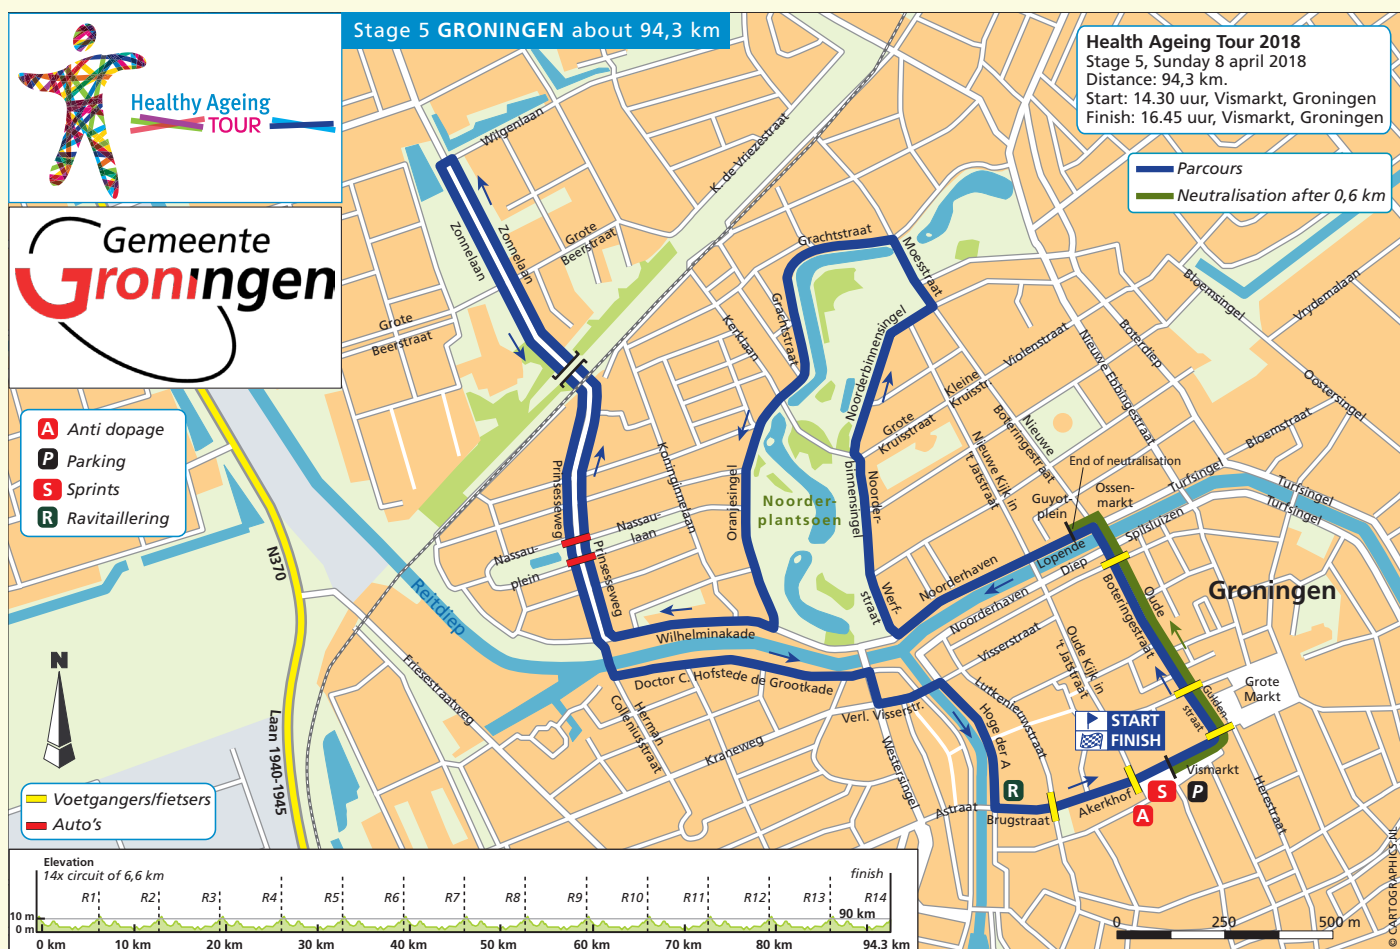 Stage 5 GRONINGEN about 94,3 km
Healthy Ageing
TOUR
Gemeente
Groningen
Health Ageing Tour 2018
Stage 5, Sunday 8 april 2018
Distance: 94,3 km.
Start: 14.30 uur, Vismarkt, Groningen
Finish: 16.45 uur, Vismarkt, Groningen
Parcours
Neutralisation after 0,6 km
A Anti dopage
P Parking
S Sprints
R Ravitaillering
N
Voetgangers/fietsers
Auto's
Wilgenlaan
K. de Vriezestraat
Zonnelaan
Zonnelaan
Grote
Beerstraat
Grote
Beerstraat
Grachtstraat
Moesstraat
Grachtstraat
Kerklaan
Noorderbinnensingel
Bloemsingel
Vrydemalaan
Boterdiep
Violenstraat
Nieuwe Ebbingestraat
Oostersingel
Kleine
Kruisstr.
Grote
Kruisstraat
Nieuwe
Boteringestraat
Nieuwe Kijk in
't Jatstraat
Bloemstraat
End of neutralisation
Turfsingel
Turfsingel
Turfsingel
Ossen-
markt
Guyot-
plein
Spilsluizen
Lopende
Diep
Noorderhaven
Noorderhaven
Noorder-
binnensingel
Noorder-
plantsoen
Oranjesingel
Koninginnelaan
Prinsesseweg
Prinsesseweg
Nassau-
laan
Nassau-
plein
Werf-
straat
Wilhelminakade
Doctor C. Hofstede de Grootkade
Reitdiep
N370
Laan 1940-1945
Friesestraatweg
Herman
Colleniusstraat
Kraneweg
Verl. Visserstr.
Westersingel
Visserstraat
Lutkenieuwstraat
Oude Kijk in
't Jatstraat
Oude
Boteringestraat
Groningen
Grote
Markt
Gulden-
straat
START
FINISH
Hoge der A
R
Astraat
Brugstraat
Akerkhof
S
A
P
Vismarkt
Herestraat
Elevation
14x circuit of 6,6 km
finish
R1 R2 R3 R4 R5 R6 R7 R8 R9 R10 R11 R12 R13 R14
90 km
10 m
0 m
0 km 10 km 20 km 30 km 40 km 50 km 60 km 70 km 80 km 94.3 km
0 250 500 m
© CARTOGRAPHICS.NL